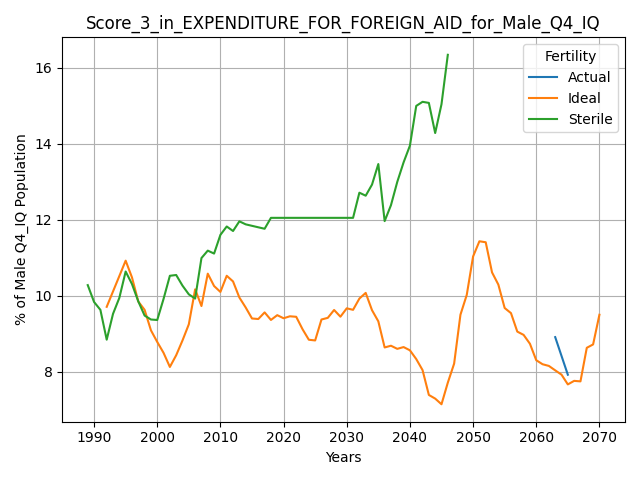 Score_3_in_EXPENDITURE_FOR_FOREIGN_AID_for_Male_Q4_IQ
Fertility
Actual
Ideal
Sterile
% of Male Q4_IQ Population
16
14
12
10
8
1990 2000 2010 2020 2030 2040 2050 2060 2070
Years